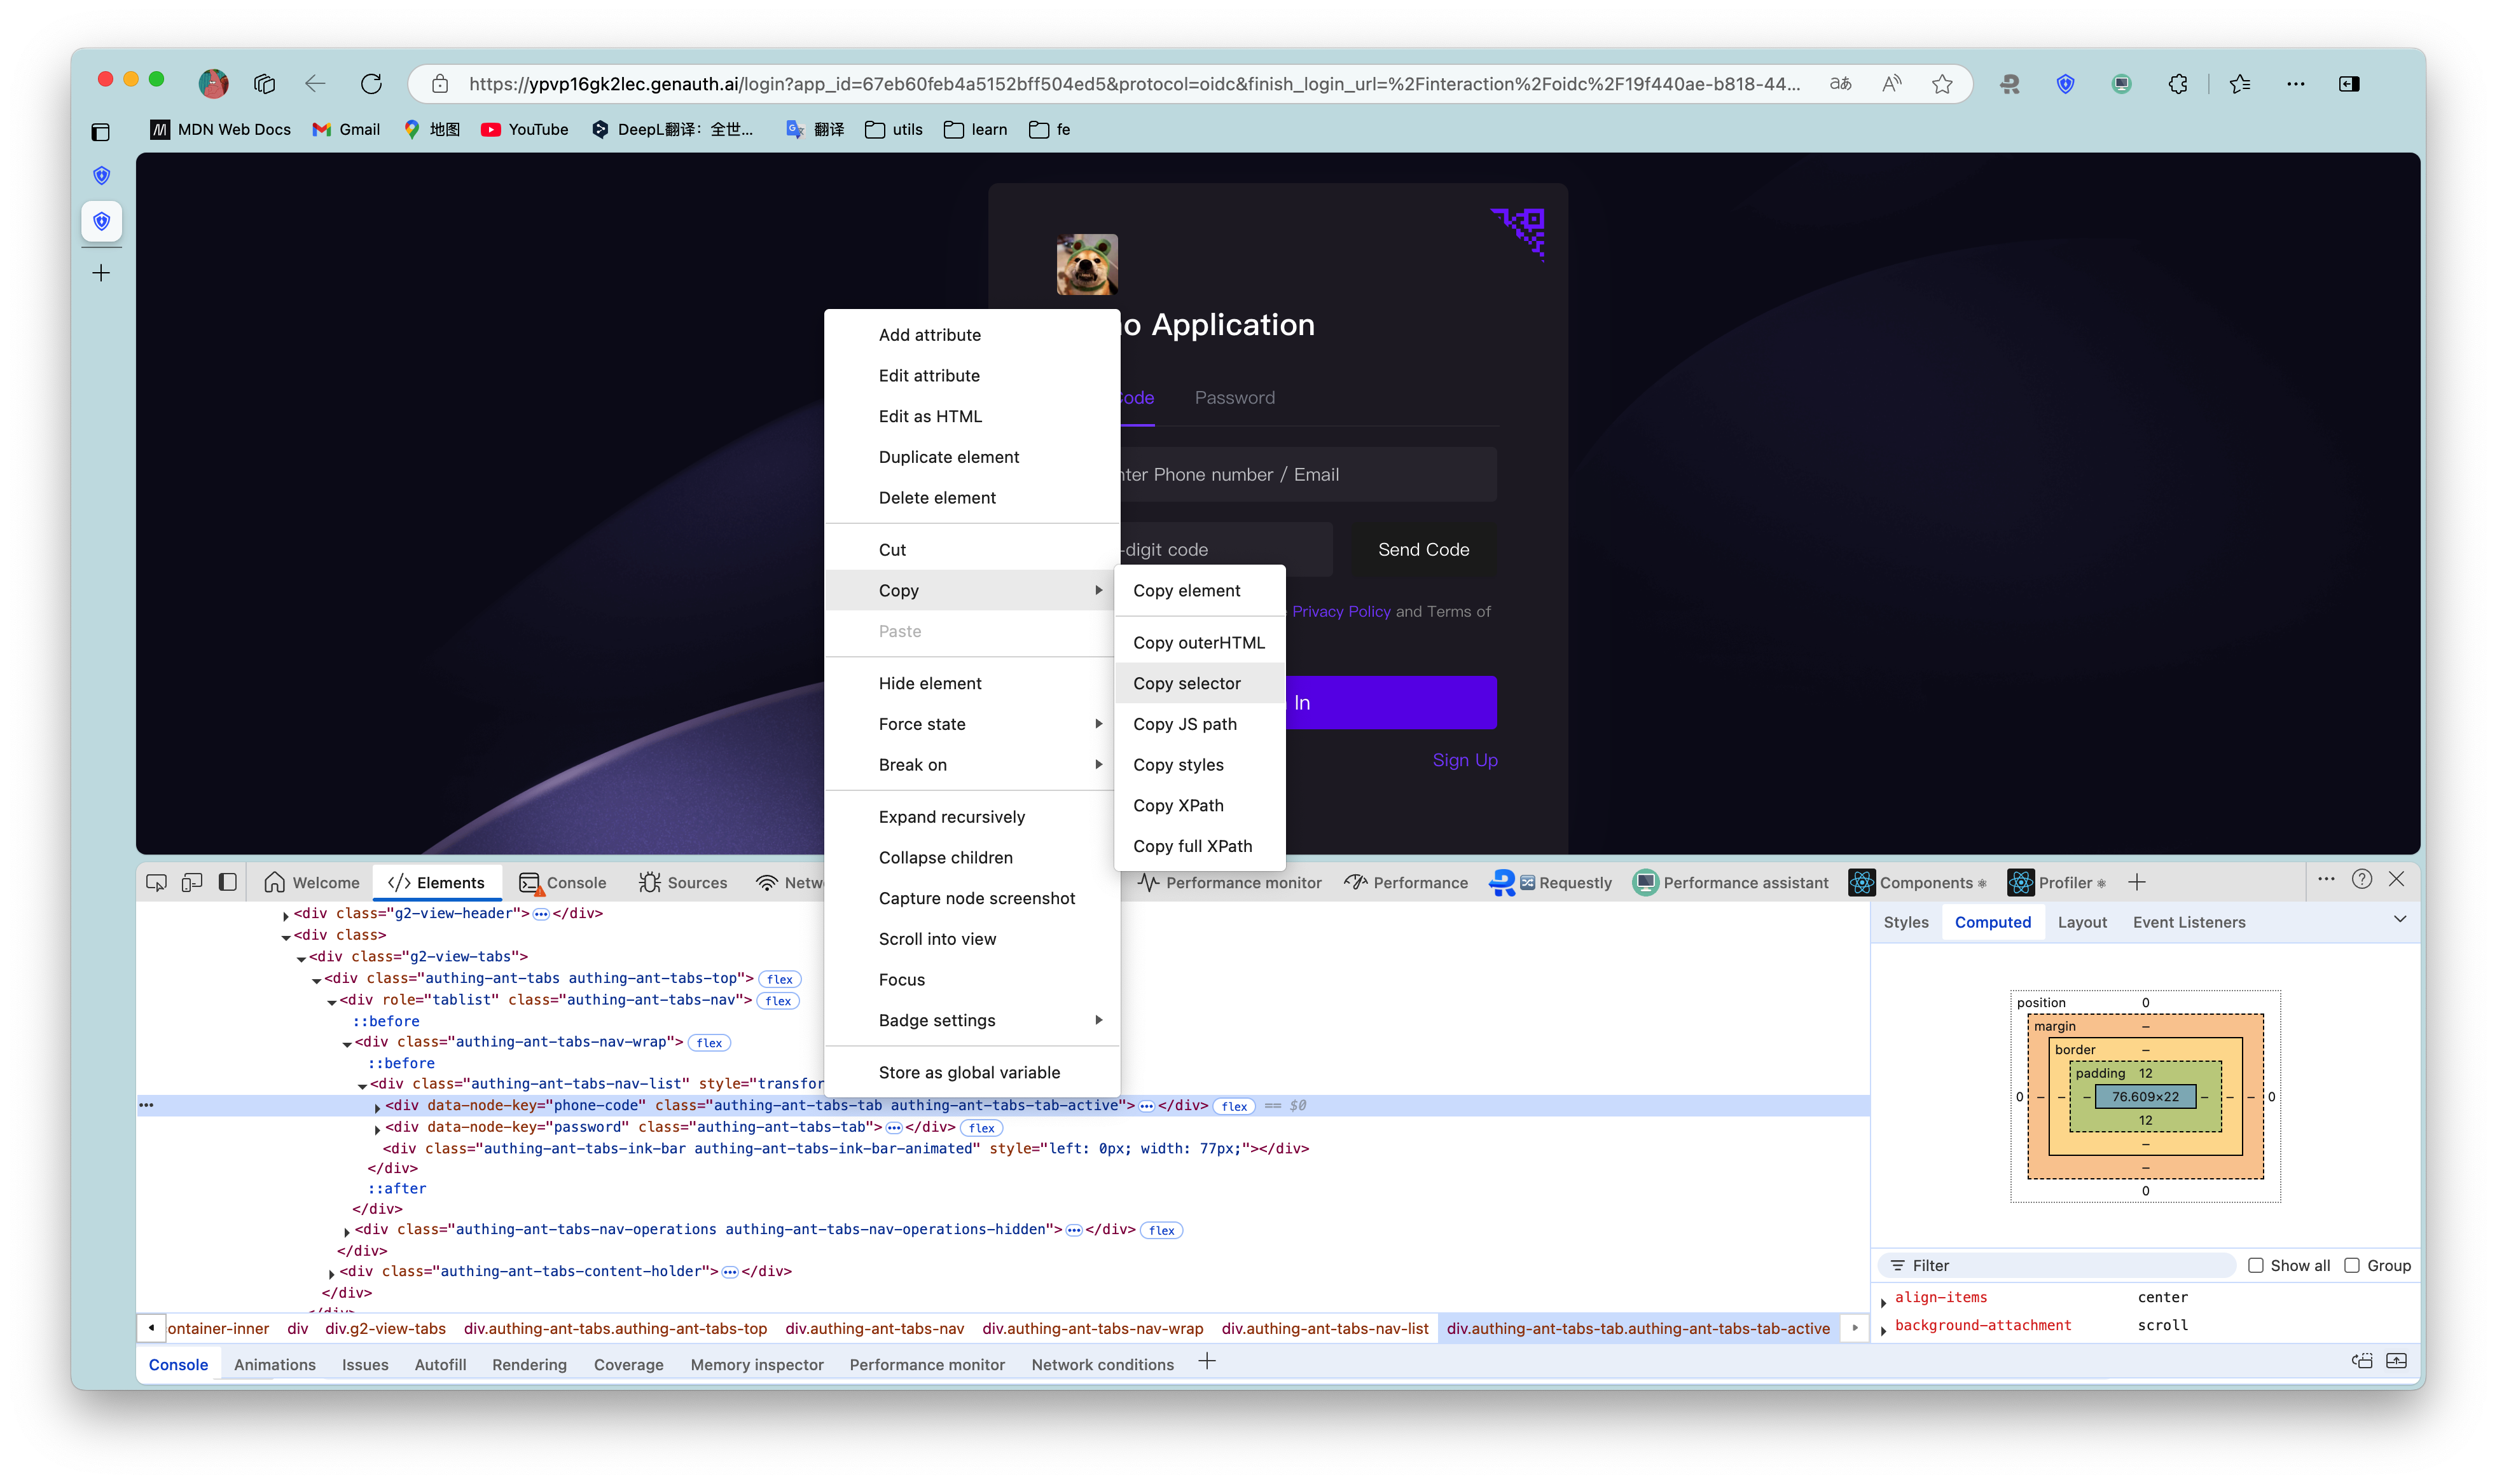 https://ypvp16gk2lec.genauth.ai/login?app_id=67eb60feb4a5152bff504ed5&protocol=oidc&finish_login_url=%2Finteraction%2Foidc%2F19f440ae-b818-44...
MDN Web Docs
Gmail
地图
YouTube
DeepL翻译：全世...
翻译
utils
learn
fe
o Application
Code
Password
nter Phone number / Email
-digit code
Send Code
Privacy Policy and Terms of
In
Sign Up
Add attribute
Edit attribute
Edit as HTML
Duplicate element
Delete element
Cut
Copy
Paste
Hide element
Force state
Break on
Expand recursively
Collapse children
Capture node screenshot
Scroll into view
Focus
Badge settings
Store as global variable
Copy element
Copy outerHTML
Copy selector
Copy JS path
Copy styles
Copy XPath
Copy full XPath
Welcome
</> Elements
Console
Sources
Netw
Performance monitor
Performance
Requestly
Performance assistant
Components
Profiler
<div class="g2-view-header">…</div>
<div class>
<div class="g2-view-tabs">
<div class="authing-ant-tabs authing-ant-tabs-top"> flex
<div role="tablist" class="authing-ant-tabs-nav"> flex
::before
<div class="authing-ant-tabs-nav-wrap"> flex
::before
<div class="authing-ant-tabs-nav-list" style="transfor
<div data-node-key="phone-code" class="authing-ant-tabs-tab authing-ant-tabs-tab-active">…</div> flex == $0
<div data-node-key="password" class="authing-ant-tabs-tab">…</div> flex
<div class="authing-ant-tabs-ink-bar authing-ant-tabs-ink-bar-animated" style="left: 0px; width: 77px;"></div>
</div>
::after
</div>
<div class="authing-ant-tabs-nav-operations authing-ant-tabs-nav-operations-hidden">…</div> flex
</div>
<div class="authing-ant-tabs-content-holder">…</div>
</div>
</div>
ontainer-inner
div
div.g2-view-tabs
div.authing-ant-tabs.authing-ant-tabs-top
div.authing-ant-tabs-nav
div.authing-ant-tabs-nav-wrap
div.authing-ant-tabs-nav-list
div.authing-ant-tabs-tab.authing-ant-tabs-tab-active
Styles
Computed
Layout
Event Listeners
position 0
margin –
border –
padding 12
0 – – – 76.609×22 – – – 0
12
–
–
0
Filter
Show all
Group
align-items center
background-attachment scroll
Console
Animations
Issues
Autofill
Rendering
Coverage
Memory inspector
Performance monitor
Network conditions